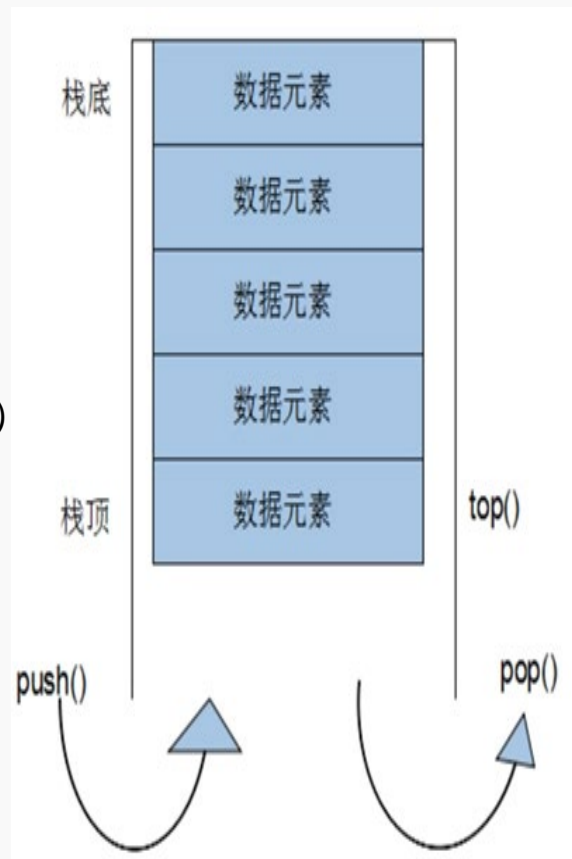 栈底
数据元素
数据元素
数据元素
)
数据元素
栈顶
数据元素
top()
push()
pop()